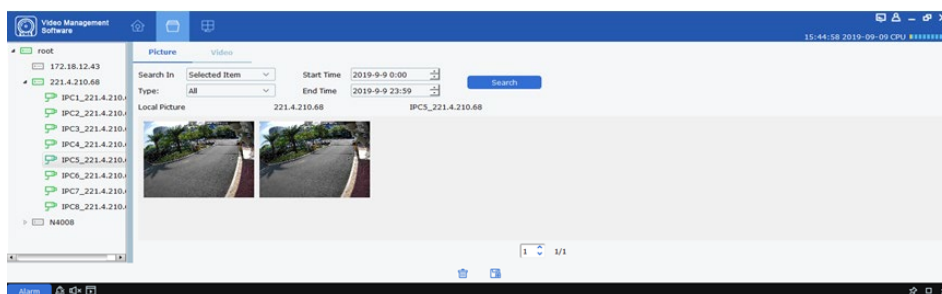 Video Management
Software
15:44:58 2019-09-09 CPU
root
172.18.12.43
221.4.210.68
IPC1_221.4.210.
IPC2_221.4.210.
IPC3_221.4.210.
IPC4_221.4.210.
IPC5_221.4.210.
IPC6_221.4.210.
IPC7_221.4.210.
IPC8_221.4.210.
N4008
Picture Video
Search In Selected Item Start Time 2019-9-9 0:00 Search
Type: All End Time 2019-9-9 23:59
Local Picture 221.4.210.68 IPC5_221.4.210.68
1 1/1
Alarm